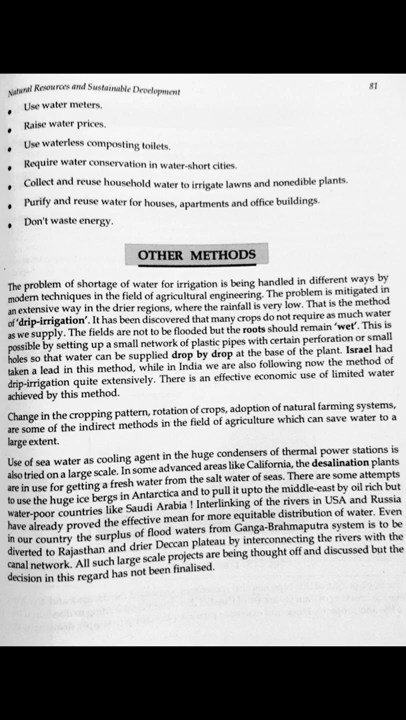 Natural Resources and Sustainable Development 81
• Use water meters.
• Raise water prices.
• Use waterless composting toilets.
• Require water conservation in water-short cities.
• Collect and reuse household water to irrigate lawns and nonedible plants.
• Purify and reuse water for houses, apartments and office buildings.
• Don't waste energy.
OTHER METHODS
The problem of shortage of water for irrigation is being handled in different ways by
modern techniques in the field of agricultural engineering. The problem is mitigated in
an extensive way in the drier regions, where the rainfall is very low. That is the method
of 'drip-irrigation'. It has been discovered that many crops do not require as much water
as we supply. The fields are not to be flooded but the roots should remain 'wet'. This is
possible by setting up a small network of plastic pipes with certain perforation or small
holes so that water can be supplied drop by drop at the base of the plant. Israel had
taken a lead in this method, while in India we are also following now the method of
drip-irrigation quite extensively. There is an effective economic use of limited water
achieved by this method.
Change in the cropping pattern, rotation of crops, adoption of natural farming systems,
are some of the indirect methods in the field of agriculture which can save water to a
large extent.
Use of sea water as cooling agent in the huge condensers of thermal power stations is
also tried on a large scale. In some advanced areas like California, the desalination plants
are in use for getting a fresh water from the salt water of seas. There are some attempts
to use the huge ice bergs in Antarctica and to pull it upto the middle-east by oil rich but
water-poor countries like Saudi Arabia ! Interlinking of the rivers in USA and Russia
have already proved the effective mean for more equitable distribution of water. Even
in our country the surplus of flood waters from Ganga-Brahmaputra system is to be
diverted to Rajasthan and drier Deccan plateau by interconnecting the rivers with the
canal network. All such large scale projects are being thought off and discussed but the
decision in this regard has not been finalised.